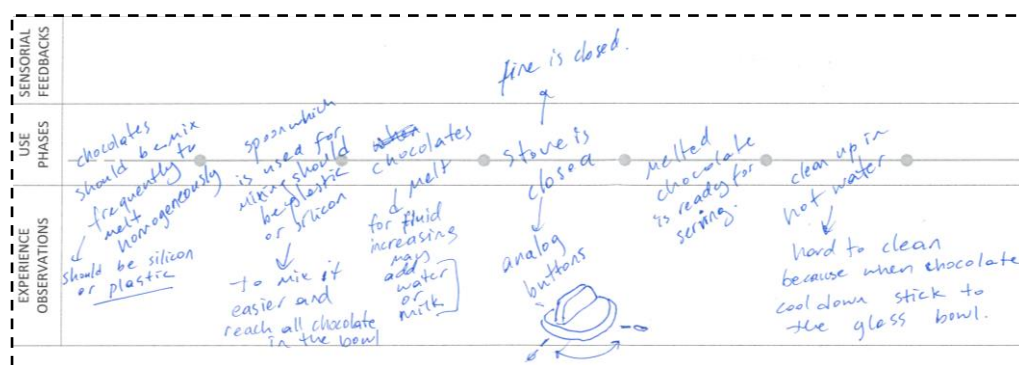 SENSORIAL
FEEDBACKS
fire is closed.
USE
PHASES
chocolates
should be mix
frequently to
melt
homogeneously
spoon which
is used for
mixing should
be plastic
or silicon
when chocolates
melt
stove is
closed
melted
chocolate
is ready for
serving.
clean up in
hot water
EXPERIENCE
OBSERVATIONS
should be silicon
or plastic
to mix it
easier and
reach all chocolate
in the bowl
for fluid
increasing
may
add
water
or
milk
analog
buttons
hard to clean
because when chocolate
cool down stick to
the glass bowl.